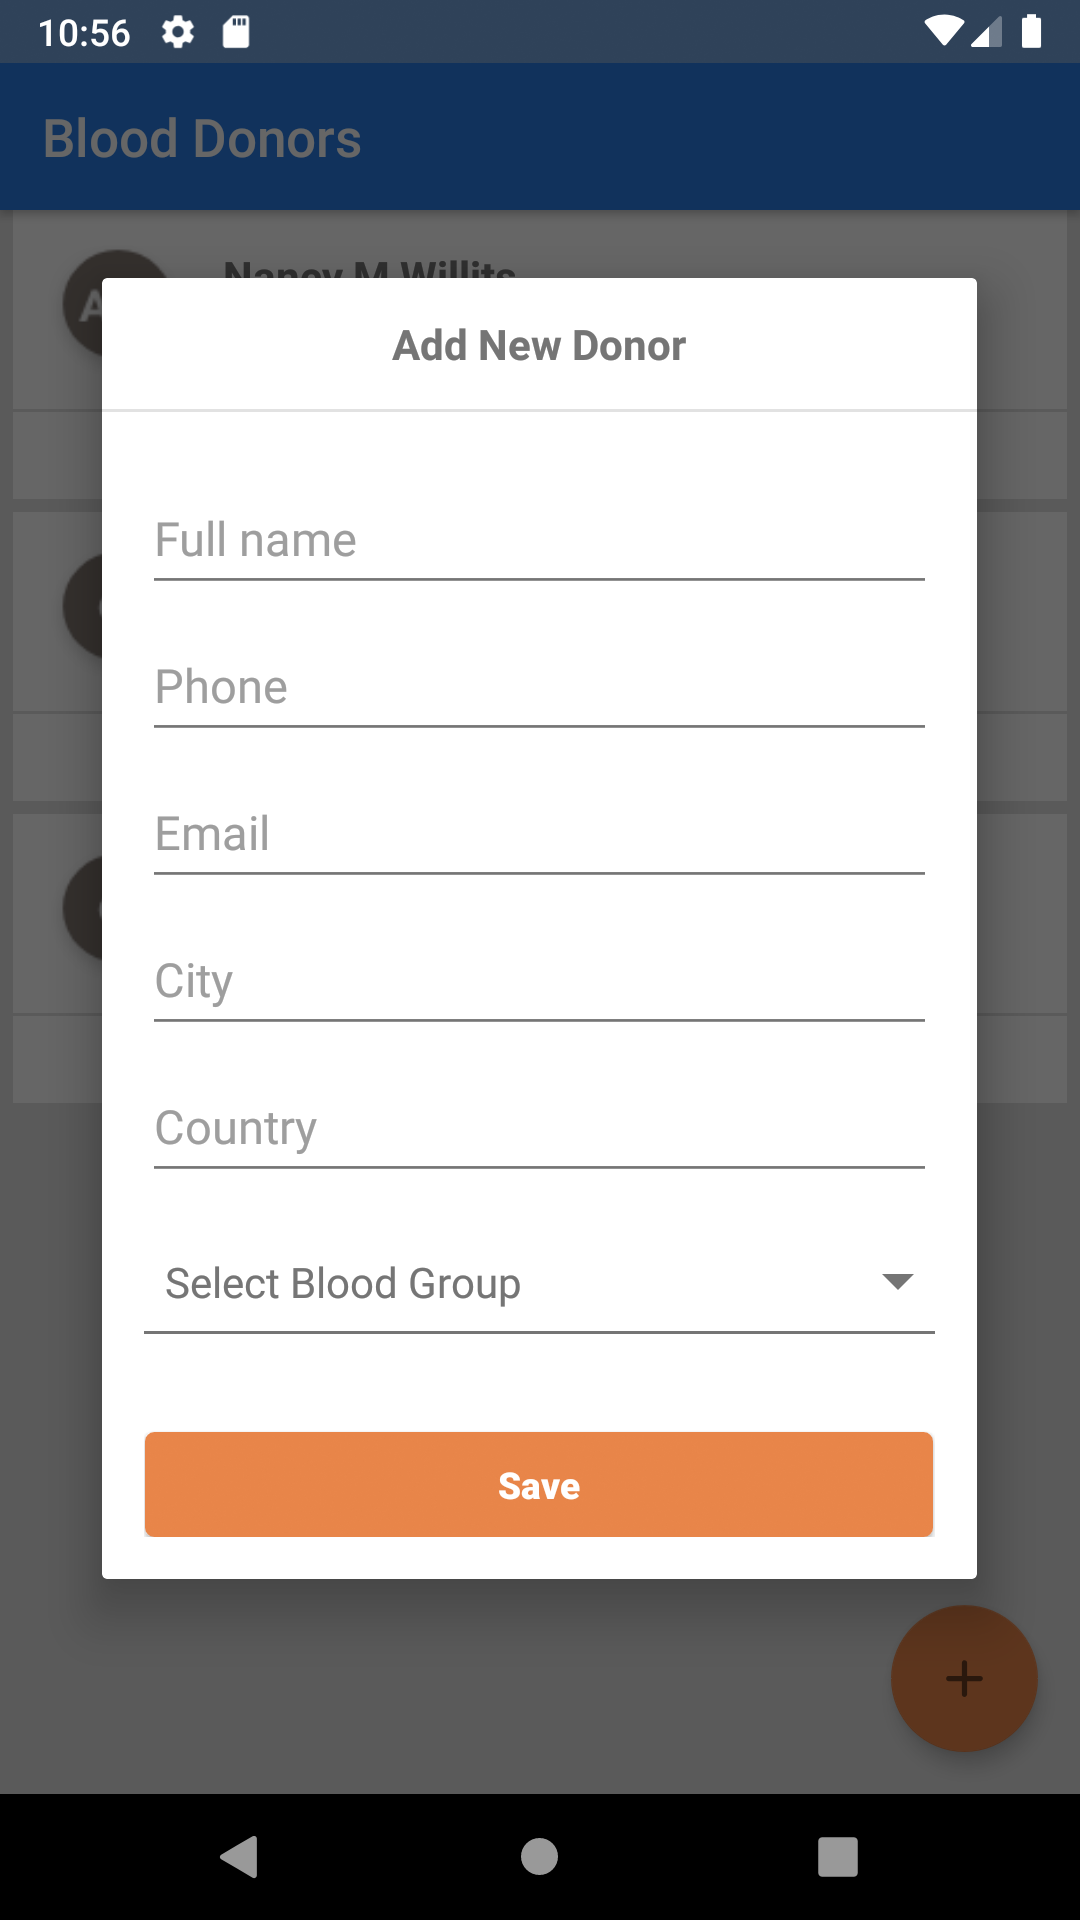 10:56
Blood Donors
Nancy M Willits
Add New Donor
Full name
Phone
Email
City
Country
Select Blood Group
Save